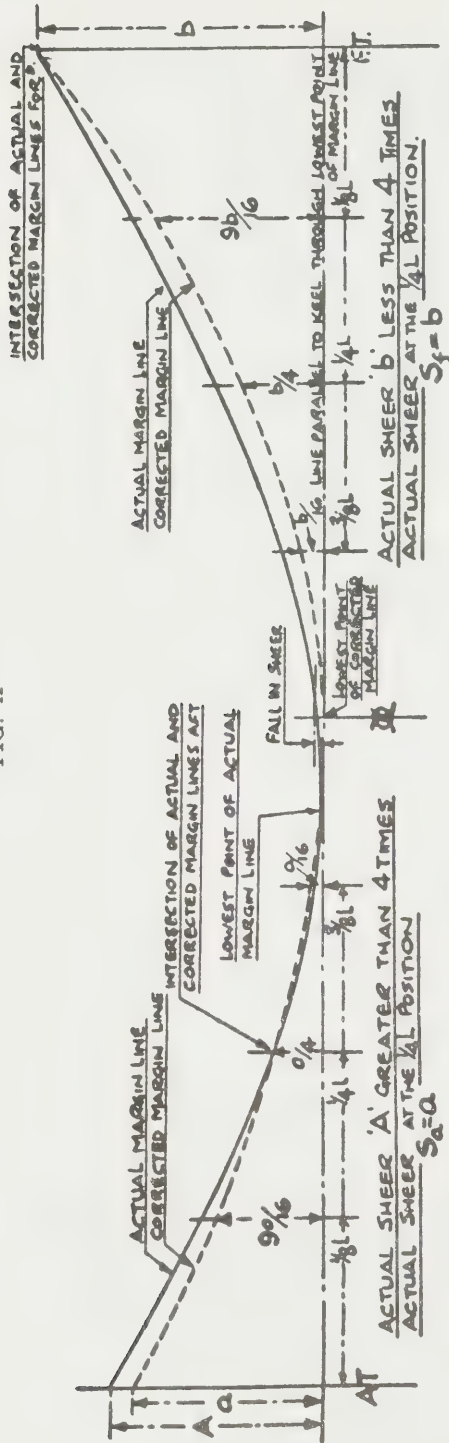 FIG. II
INTERSECTION OF ACTUAL AND
CORRECTED MARGIN LINES FOR'D.
b
ACTUAL MARGIN LINE
CORRECTED MARGIN LINE
9b/16
b/4
b/16
LINE PARALLEL TO KEEL THROUGH LOWEST POINT
OF MARGIN LINE
F.T.
⅛L
¼L
⅜L
FALL IN SHEER
LOWEST POINT
OF CORRECTED
MARGIN LINE
ACTUAL SHEER 'b' LESS THAN 4 TIMES
ACTUAL SHEER AT THE ¼L POSITION.
Sf=b
ACTUAL MARGIN LINE
CORRECTED MARGIN LINE
INTERSECTION OF ACTUAL AND
CORRECTED MARGIN LINES AFT
LOWEST POINT OF ACTUAL
MARGIN LINE
A
a
9a/16
a/4
a/16
A.T.
⅛L
¼L
⅜L
ACTUAL SHEER 'A' GREATER THAN 4 TIMES
ACTUAL SHEER AT THE ¼L POSITION
Sa=a